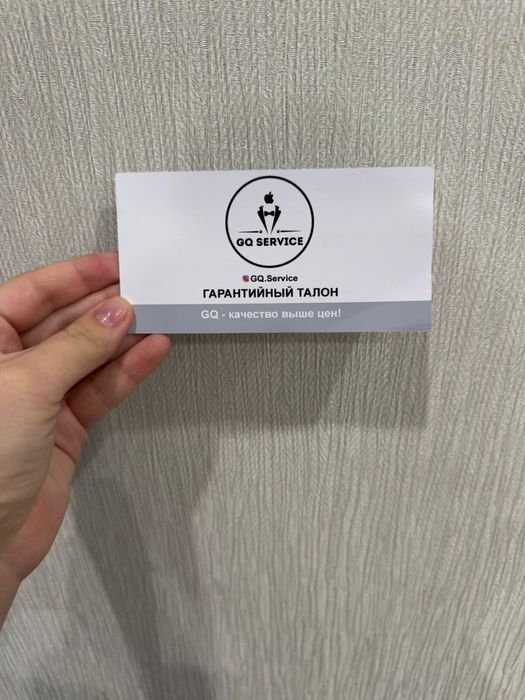 GQ SERVICE
GQ.Service
ГАРАНТИЙНЫЙ ТАЛОН
GQ - качество выше цен!